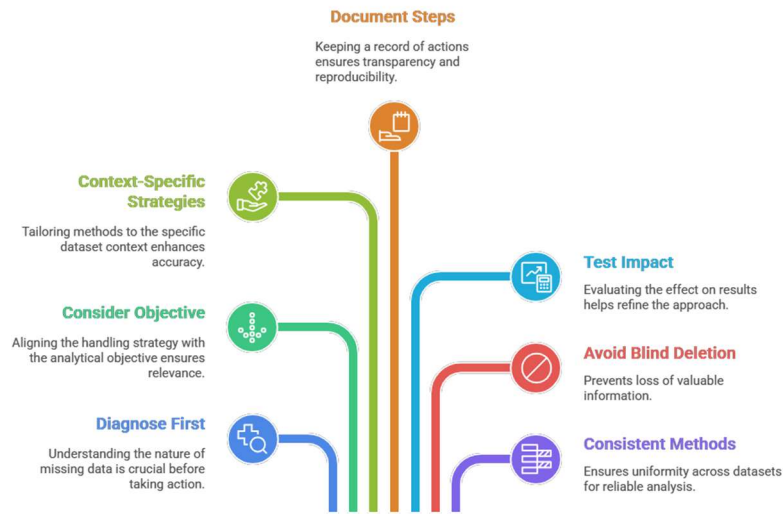 Document Steps
Keeping a record of actions
ensures transparency and
reproducibility.
Context-Specific
Strategies
Tailoring methods to the specific
dataset context enhances
accuracy.
Consider Objective
Aligning the handling strategy with
the analytical objective ensures
relevance.
Diagnose First
Understanding the nature of
missing data is crucial before
taking action.
Test Impact
Evaluating the effect on results
helps refine the approach.
Avoid Blind Deletion
Prevents loss of valuable
information.
Consistent Methods
Ensures uniformity across datasets
for reliable analysis.